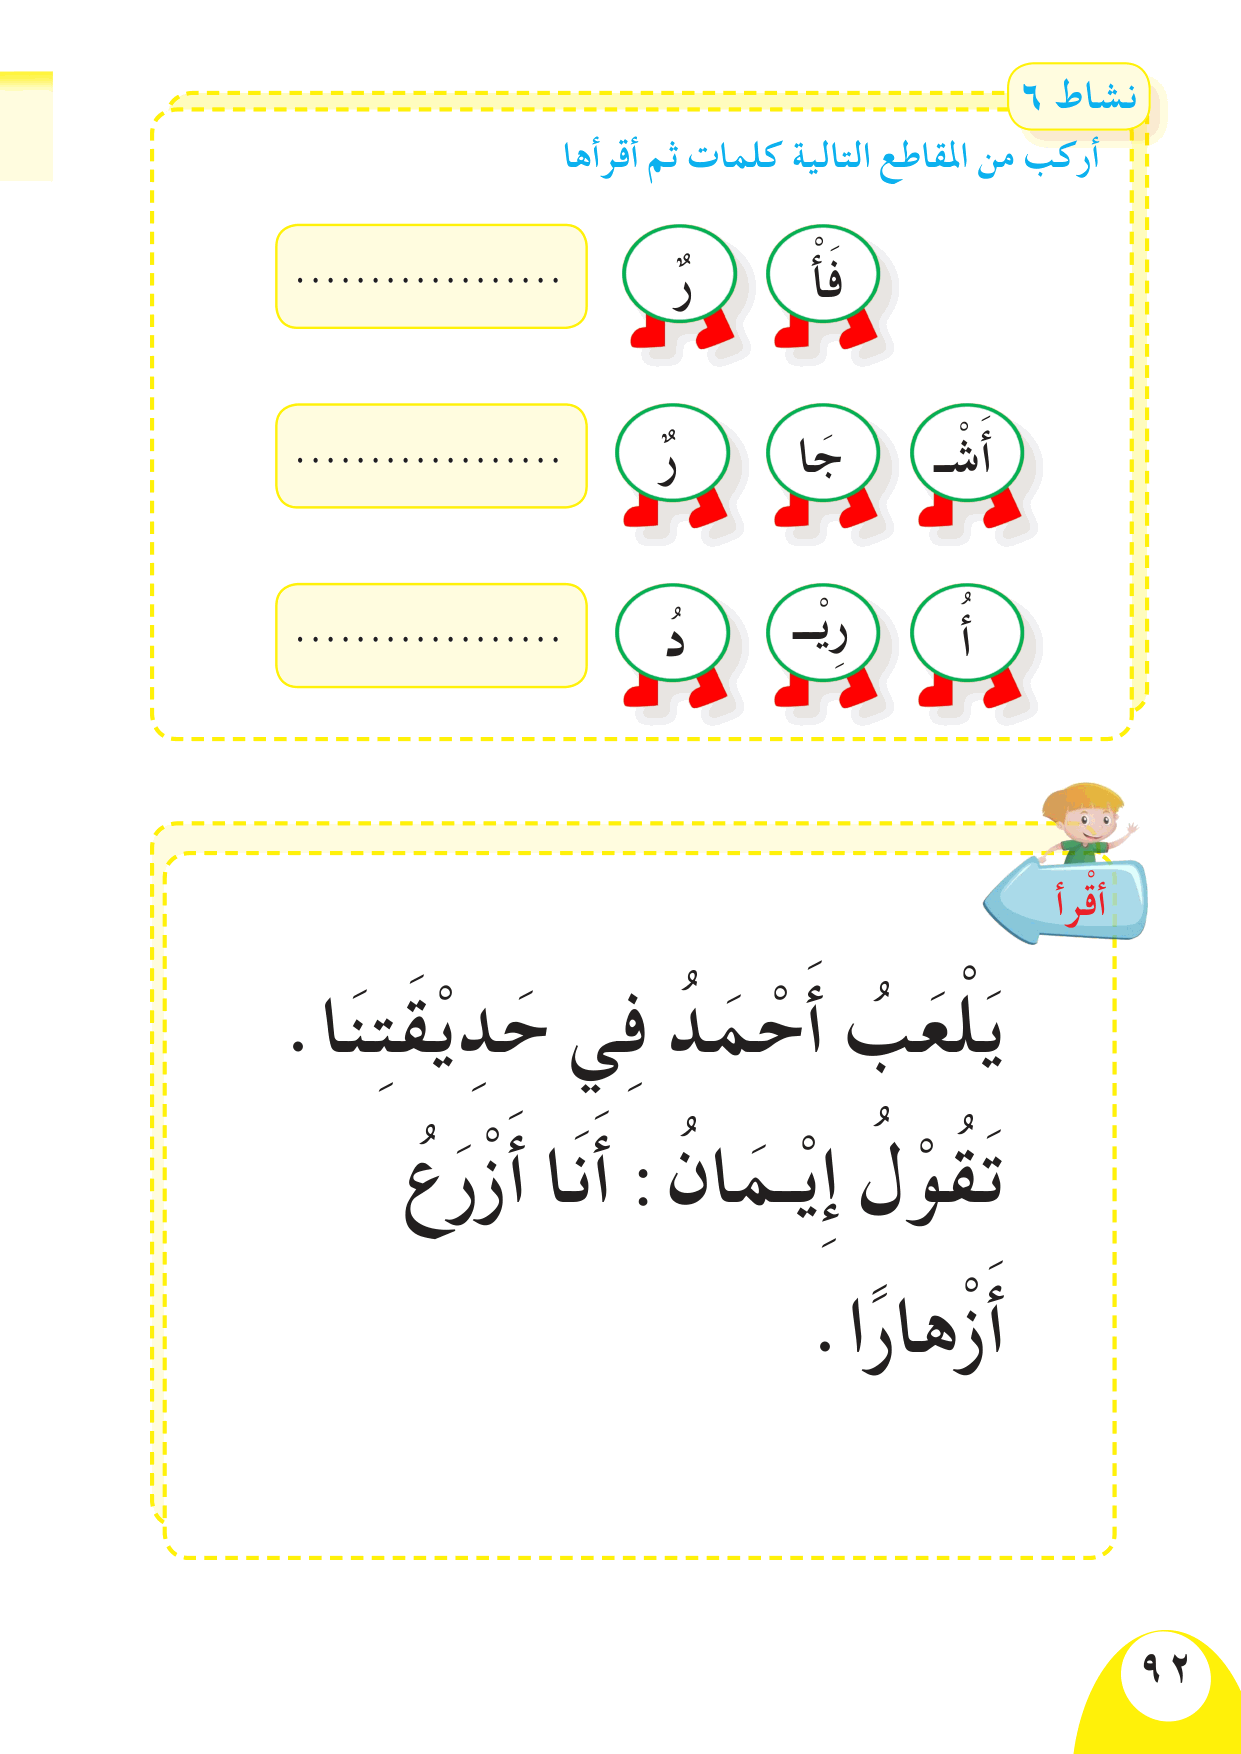 نشاط ٦
أركب من المقاطع التالية كلمات ثم أقرأها
فَأْ رٌ ..................
أَشْـ جَا رٌ ..................
أُ رِيْـ دُ ..................
أقْرأ
يَلْعَبُ أَحْمَدُ فِي حَدِيْقَتِنَا .
تَقُوْلُ إِيْـمَانُ : أَنَا أَزْرَعُ
أَزْهارًا .
٩٢